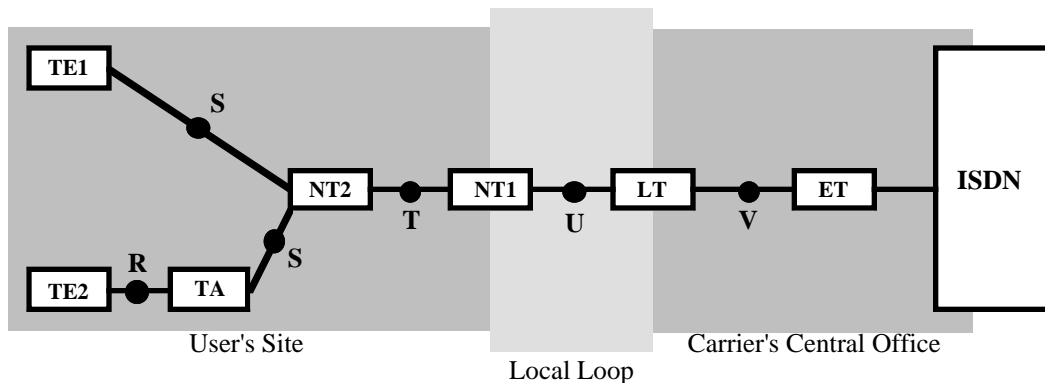 TE1
S
NT2
NT1
LT
ET
ISDN
T
U
V
S
R
TE2
TA
User's Site
Carrier's Central Office
Local Loop